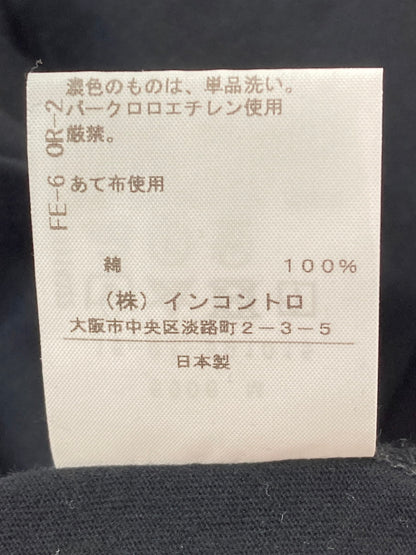 濃色のものは、単品洗い。
パークロロエチレン使用
厳禁。
FE-6 OR-2
あて布使用
綿 100%
(株)インコントロ
大阪市中央区淡路町2-3-5
日本製